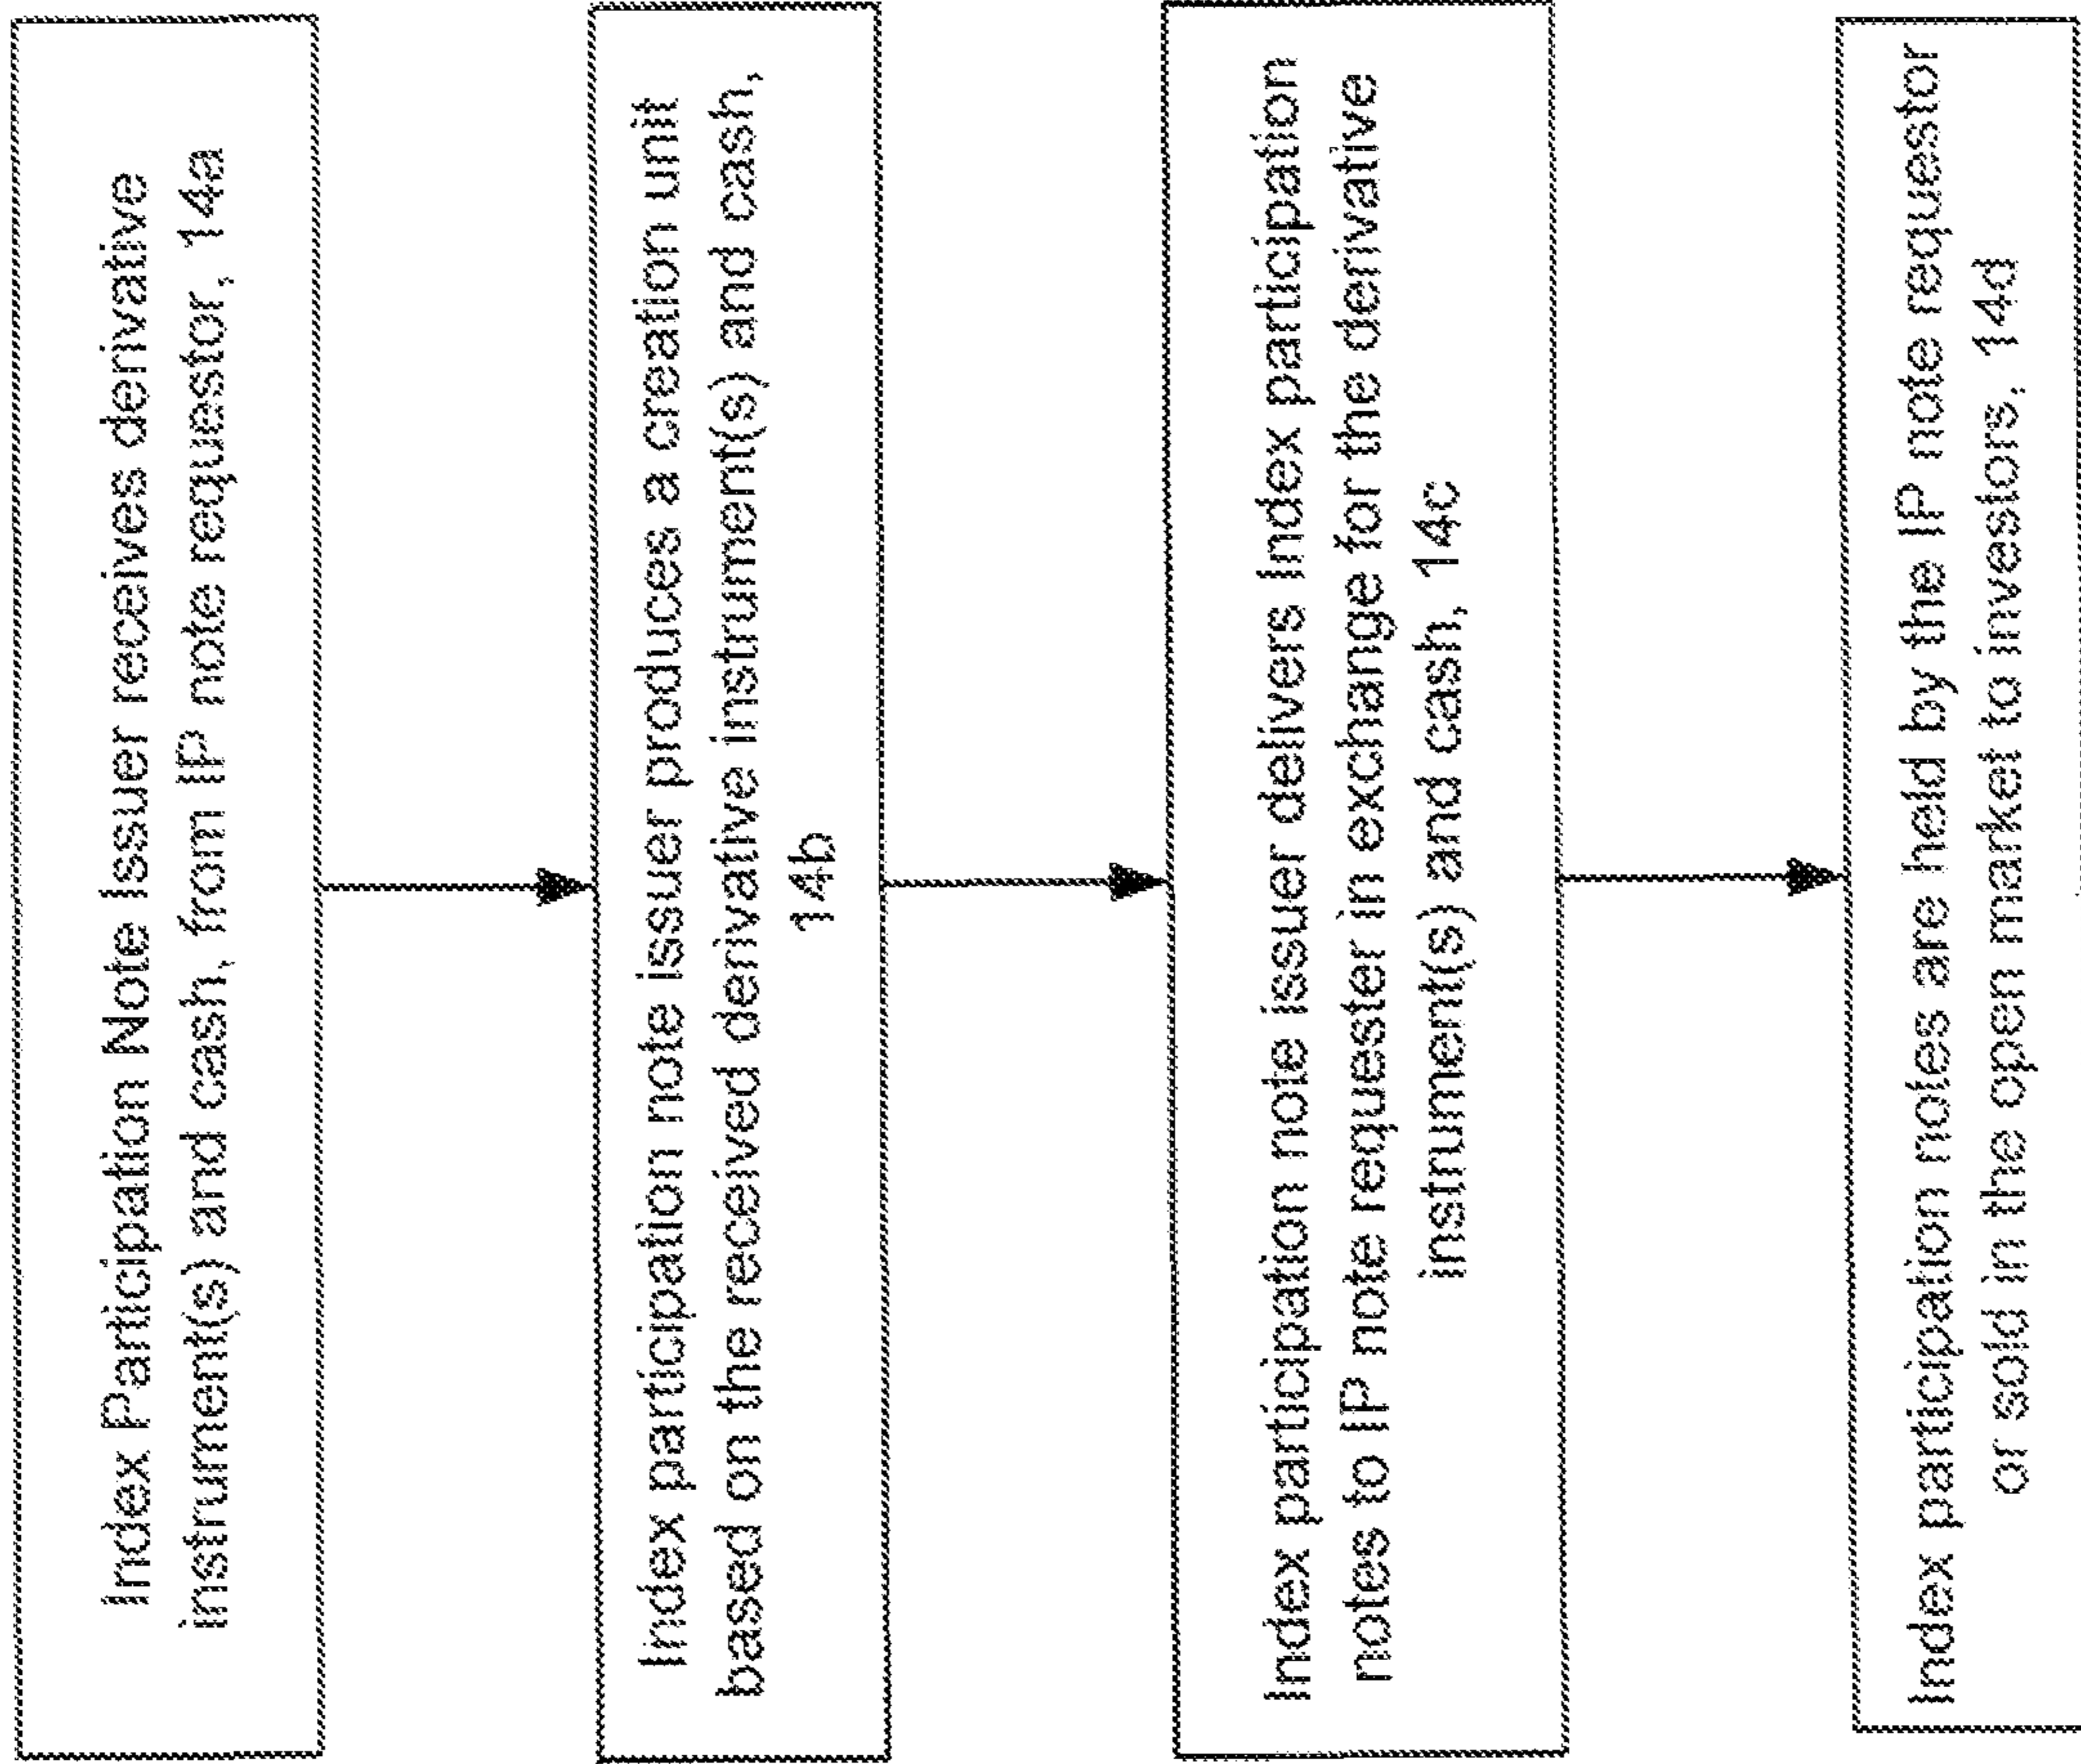 Index Participation Note Issuer receives derivative
instrument(s) and cash, from IP note requestor, 14a
Index participation note issuer produces a creation unit
based on the received derivative instrument(s) and cash,
14b
Index participation note issuer delivers Index participation
notes to IP note requester in exchange for the derivative
instrument(s) and cash, 14c
Index participation notes are held by the IP note requestor
or sold in the open market to investors, 14d